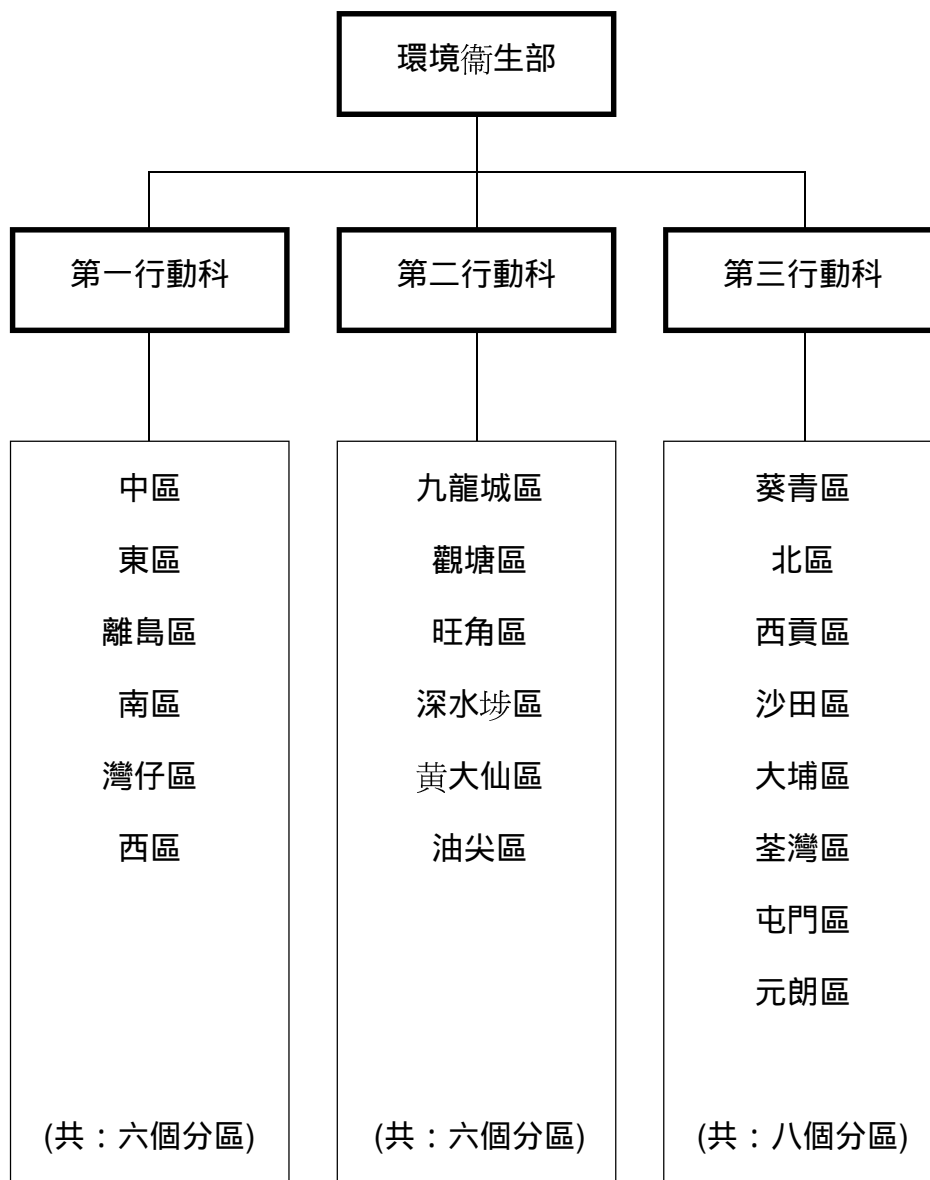 環境衞生部
第一行動科
第二行動科
第三行動科
中區
東區
離島區
南區
灣仔區
西區
(共：六個分區)
九龍城區
觀塘區
旺角區
深水埗區
黃大仙區
油尖區
(共：六個分區)
葵青區
北區
西貢區
沙田區
大埔區
荃灣區
屯門區
元朗區
(共：八個分區)